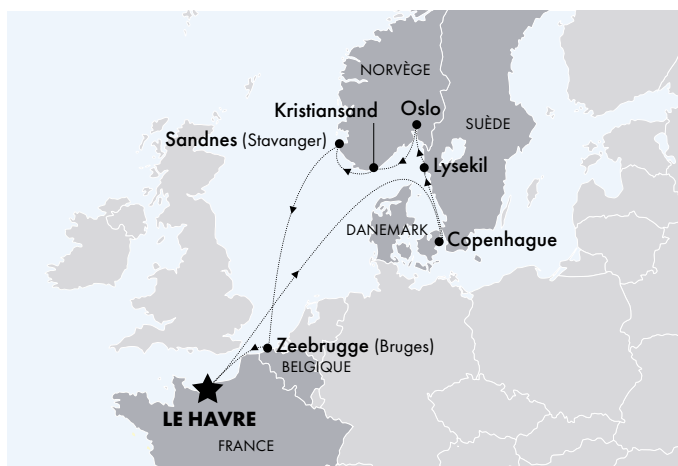 NORVÈGE
Kristiansand
Oslo
SUÈDE
Sandnes (Stavanger)
Lysekil
DANEMARK
Copenhague
Zeebrugge (Bruges)
BELGIQUE
LE HAVRE
FRANCE